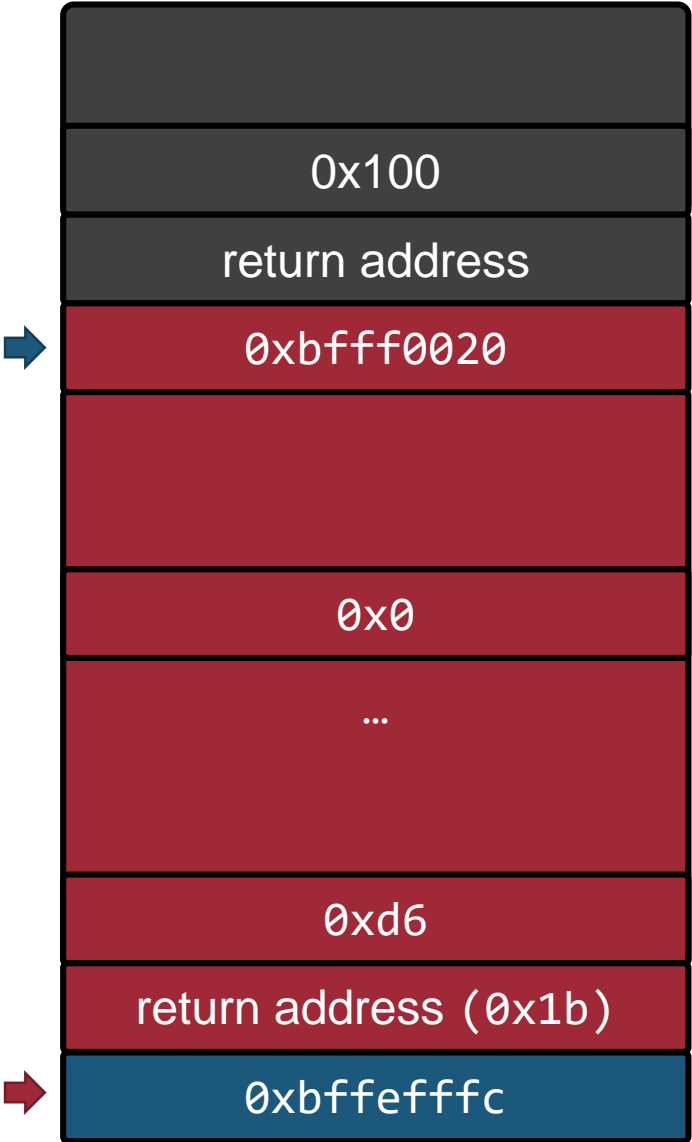 0x100
return address
0xbfff0020
0x0
…
0xd6
return address (0x1b)
0xbffefffc